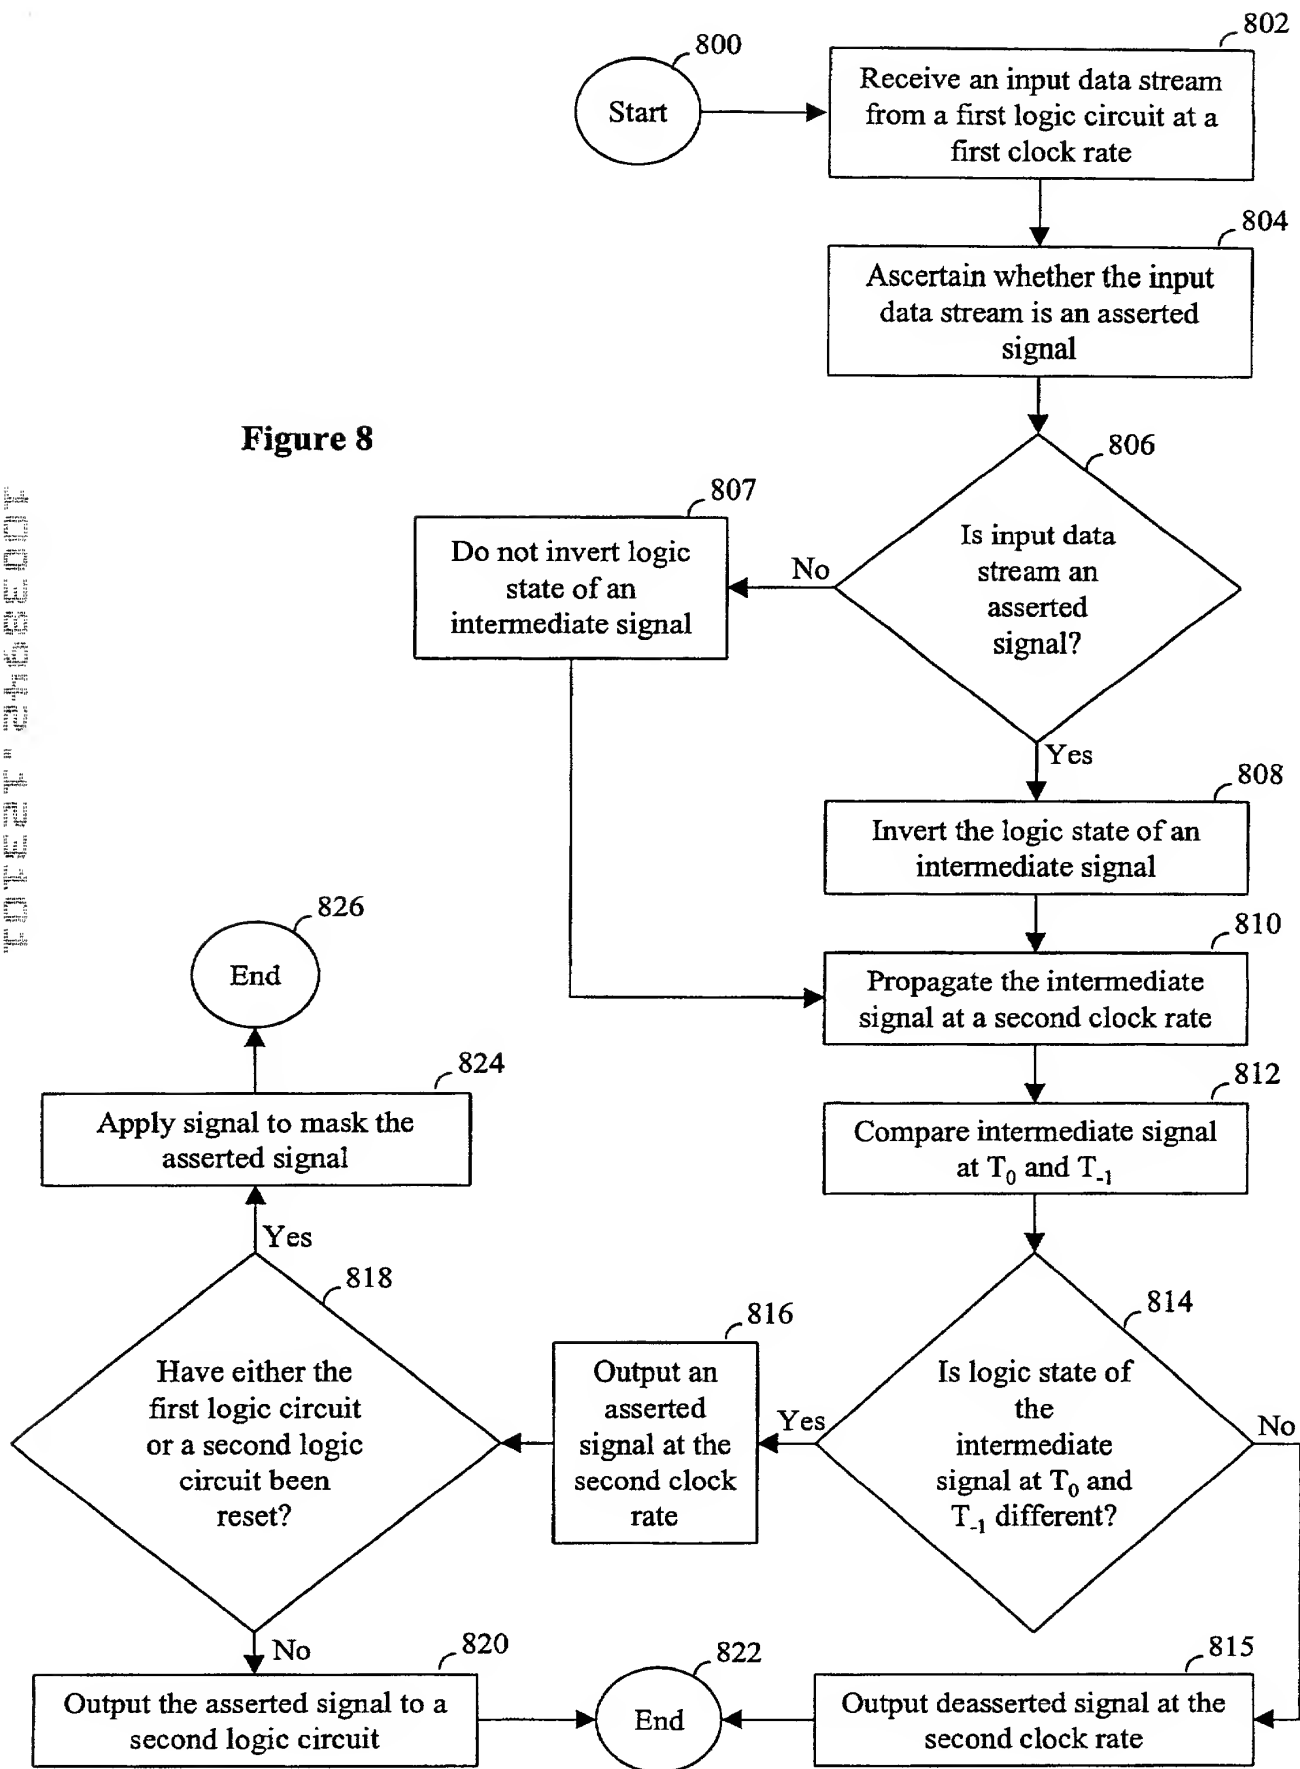 800
Start
802
Receive an input data stream
from a first logic circuit at a
first clock rate
804
Ascertain whether the input
data stream is an asserted
signal
Figure 8
806
Is input data
stream an
asserted
signal?
No
807
Do not invert logic
state of an
intermediate signal
Yes
808
Invert the logic state of an
intermediate signal
810
Propagate the intermediate
signal at a second clock rate
812
Compare intermediate signal
at T₀ and T₋₁
814
Is logic state of
the
intermediate
signal at T₀ and
T₋₁ different?
No
815
Output deasserted signal at the
second clock rate
Yes
816
Output an
asserted
signal at the
second clock
rate
818
Have either the
first logic circuit
or a second logic
circuit been
reset?
Yes
824
Apply signal to mask the
asserted signal
826
End
No
820
Output the asserted signal to a
second logic circuit
822
End